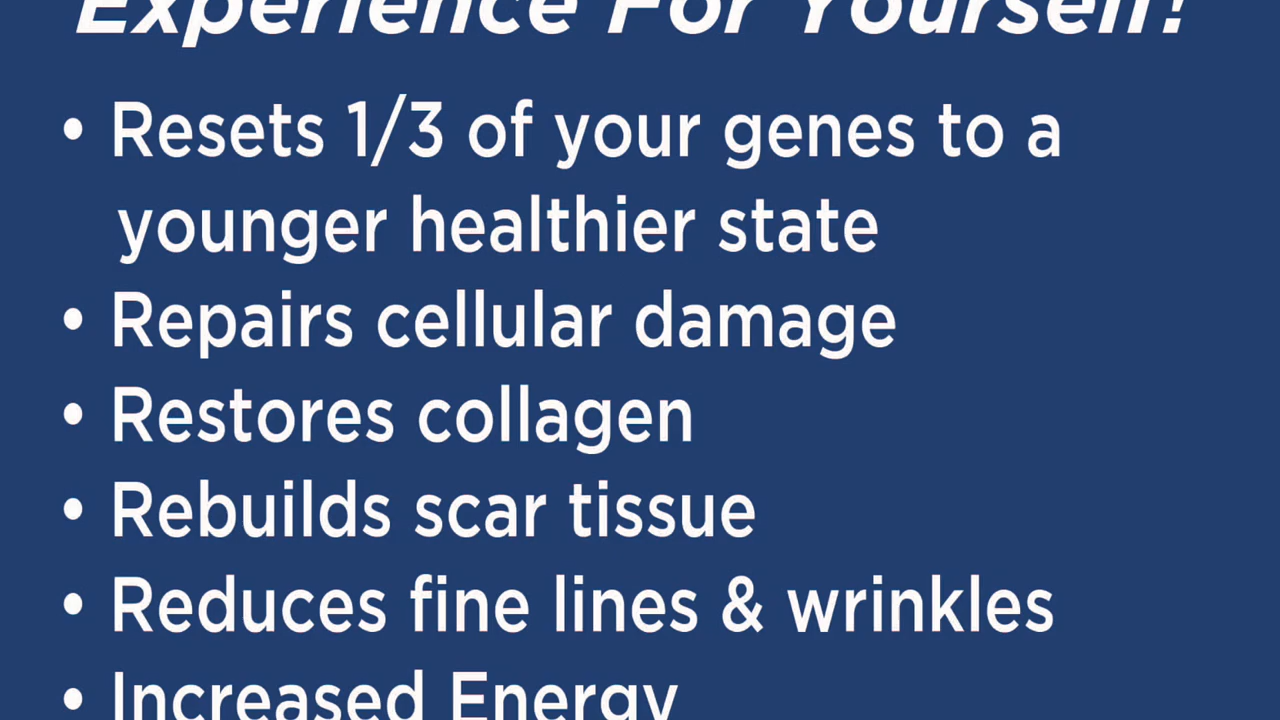 Experience For Yourself!
• Resets 1/3 of your genes to a
younger healthier state
• Repairs cellular damage
• Restores collagen
• Rebuilds scar tissue
• Reduces fine lines & wrinkles
• Increased Energy